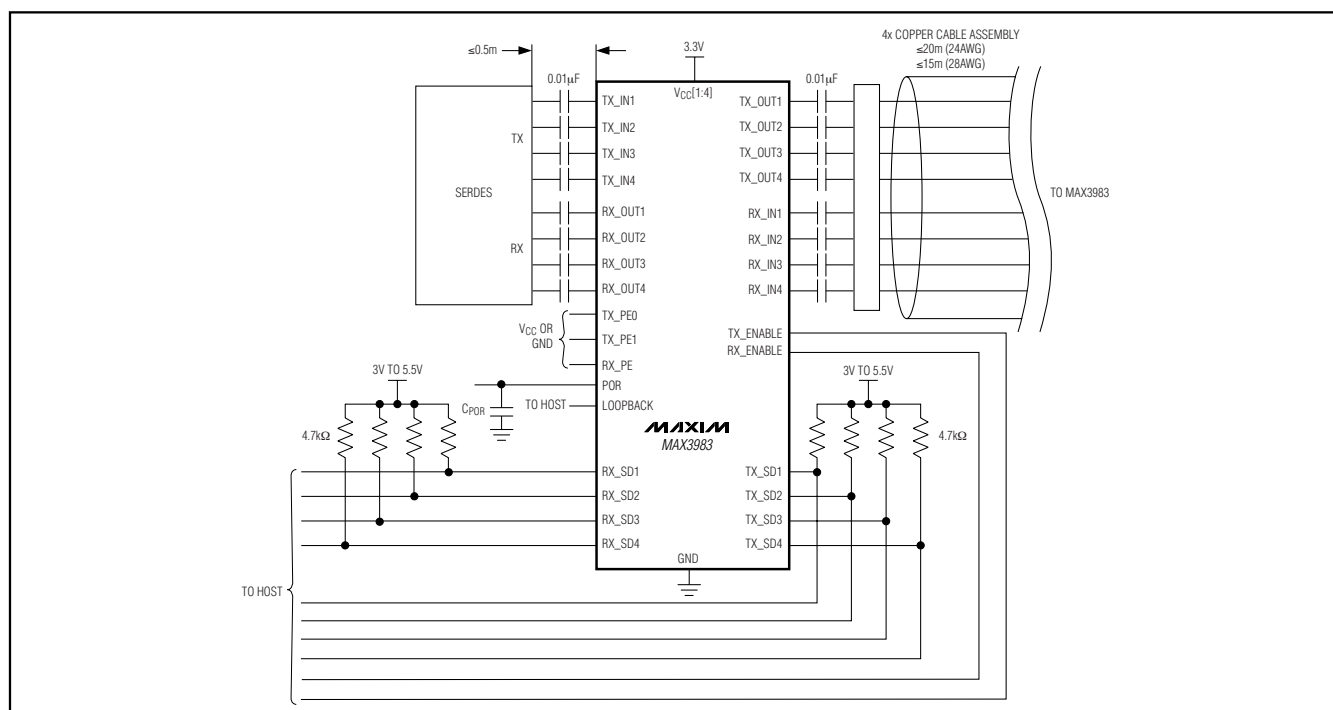 ≤0.5m
3.3V
4x COPPER CABLE ASSEMBLY
≤20m (24AWG)
≤15m (28AWG)
0.01μF
0.01μF
VCC[1:4]
SERDES
TX
RX
TX_IN1
TX_IN2
TX_IN3
TX_IN4
RX_OUT1
RX_OUT2
RX_OUT3
RX_OUT4
TX_PE0
TX_PE1
RX_PE
POR
LOOPBACK
TX_OUT1
TX_OUT2
TX_OUT3
TX_OUT4
RX_IN1
RX_IN2
RX_IN3
RX_IN4
TX_ENABLE
RX_ENABLE
TO MAX3983
VCC OR
GND
3V TO 5.5V
CPOR
TO HOST
4.7kΩ
MAXIM
MAX3983
3V TO 5.5V
4.7kΩ
RX_SD1
RX_SD2
RX_SD3
RX_SD4
TX_SD1
TX_SD2
TX_SD3
TX_SD4
GND
TO HOST